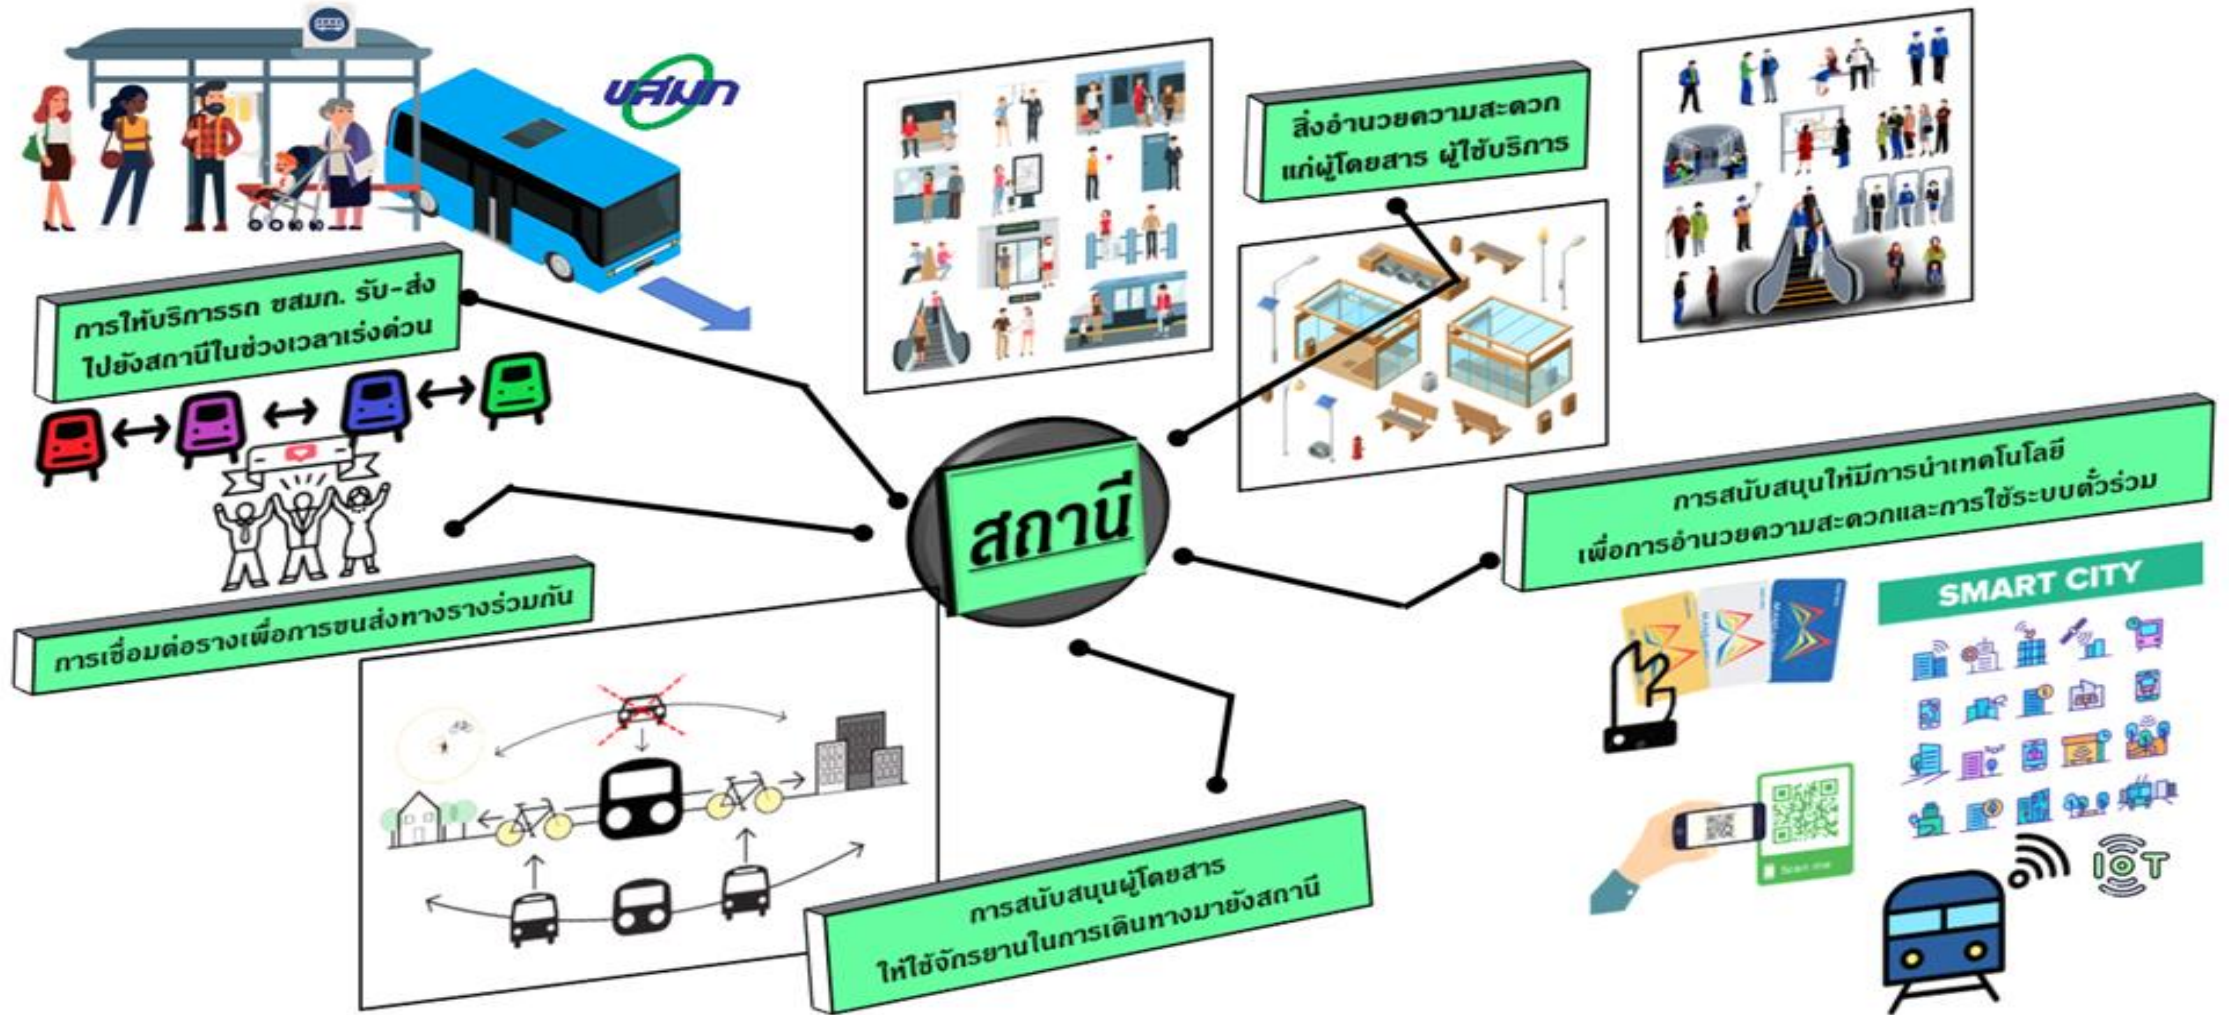 ขสมก
การให้บริการรถ ขสมก. รับ-ส่ง
ไปยังสถานีในช่วงเวลาเร่งด่วน
สิ่งอำนวยความสะดวก
แก่ผู้โดยสาร ผู้ใช้บริการ
สถานี
การสนับสนุนให้มีการนำเทคโนโลยี
เพื่อการอำนวยความสะดวกและการใช้ระบบตั๋วร่วม
การเชื่อมต่อรางเพื่อการขนส่งทางรางร่วมกัน
SMART CITY
Scan me
IOT
การสนับสนุนผู้โดยสาร
ให้ใช้จักรยานในการเดินทางมายังสถานี